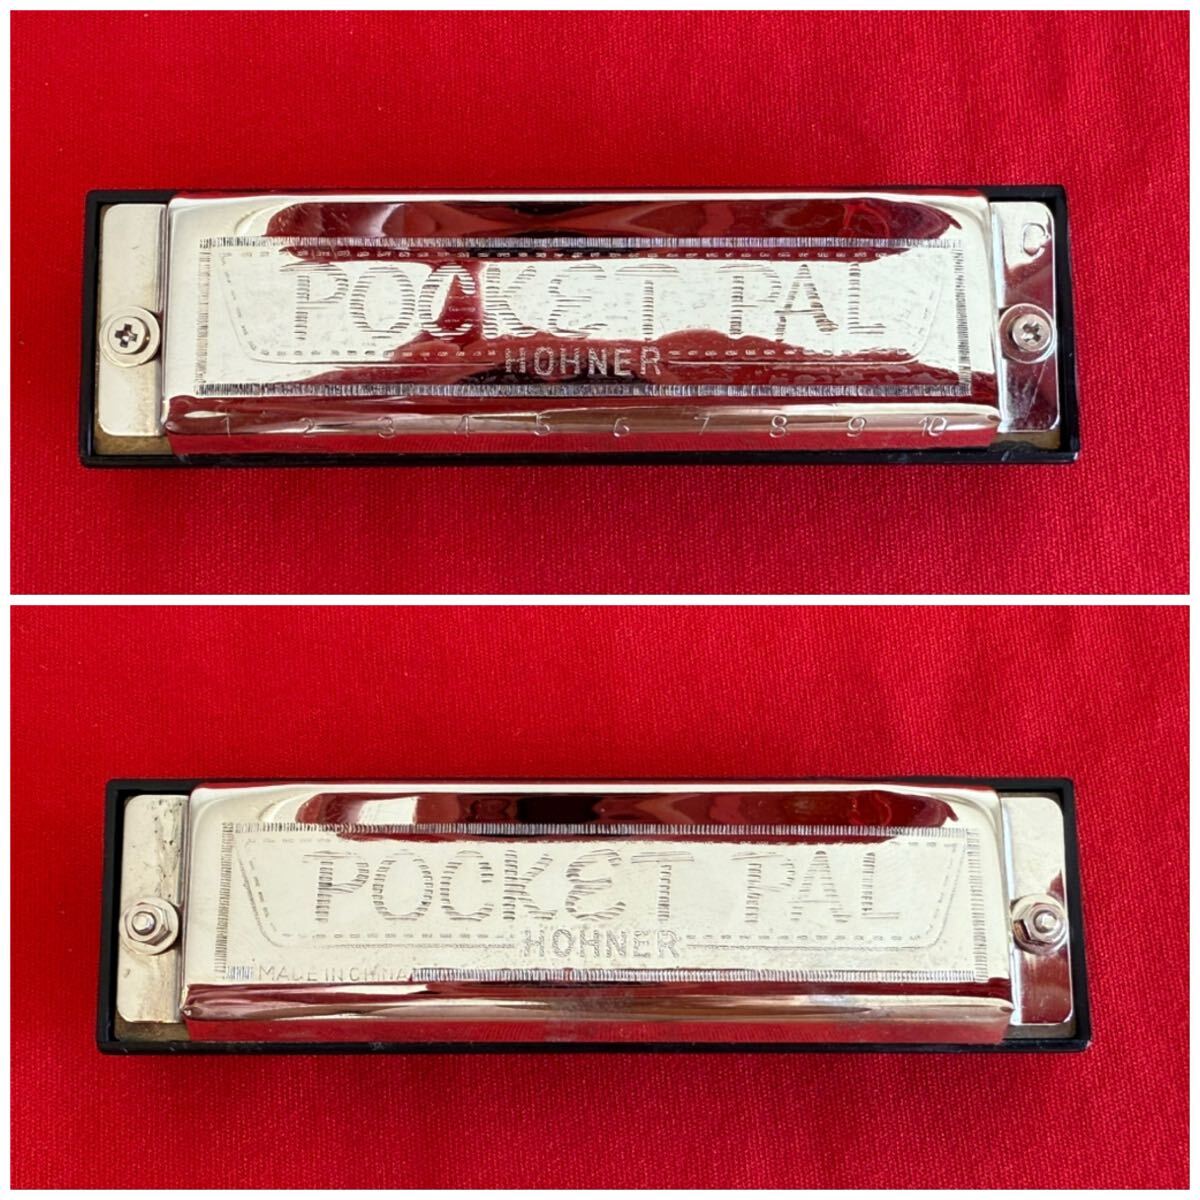 D
POCKET PAL
HOHNER
1 2 3 4 5 6 7 8 9 10
POCKET PAL
HOHNER
MADE IN CHINA